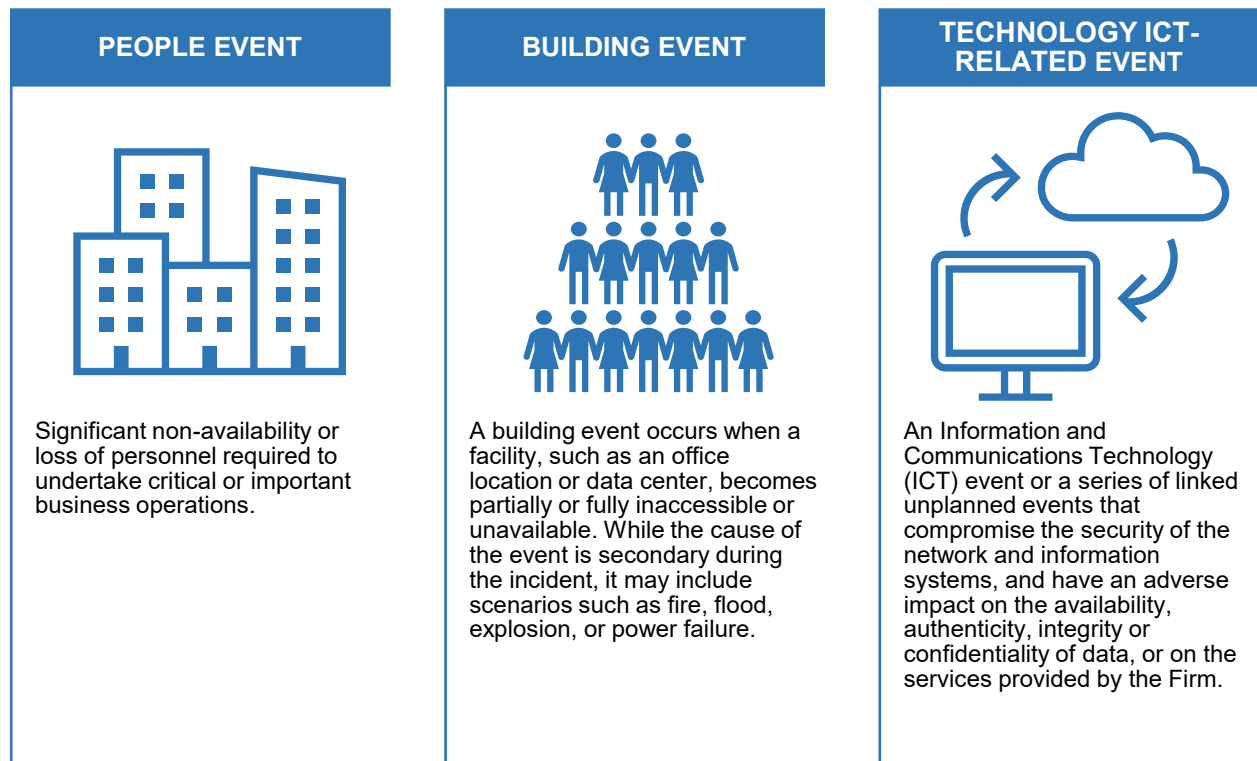 PEOPLE EVENT
Significant non-availability or
loss of personnel required to
undertake critical or important
business operations.
BUILDING EVENT
A building event occurs when a
facility, such as an office
location or data center, becomes
partially or fully inaccessible or
unavailable. While the cause of
the event is secondary during
the incident, it may include
scenarios such as fire, flood,
explosion, or power failure.
TECHNOLOGY ICT-
RELATED EVENT
An Information and
Communications Technology
(ICT) event or a series of linked
unplanned events that
compromise the security of the
network and information
systems, and have an adverse
impact on the availability,
authenticity, integrity or
confidentiality of data, or on the
services provided by the Firm.